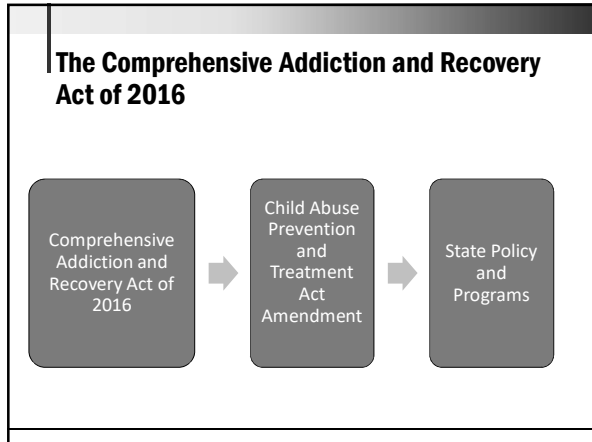 The Comprehensive Addiction and Recovery
Act of 2016
Comprehensive
Addiction and
Recovery Act of
2016
Child Abuse
Prevention
and
Treatment
Act
Amendment
State Policy
and
Programs